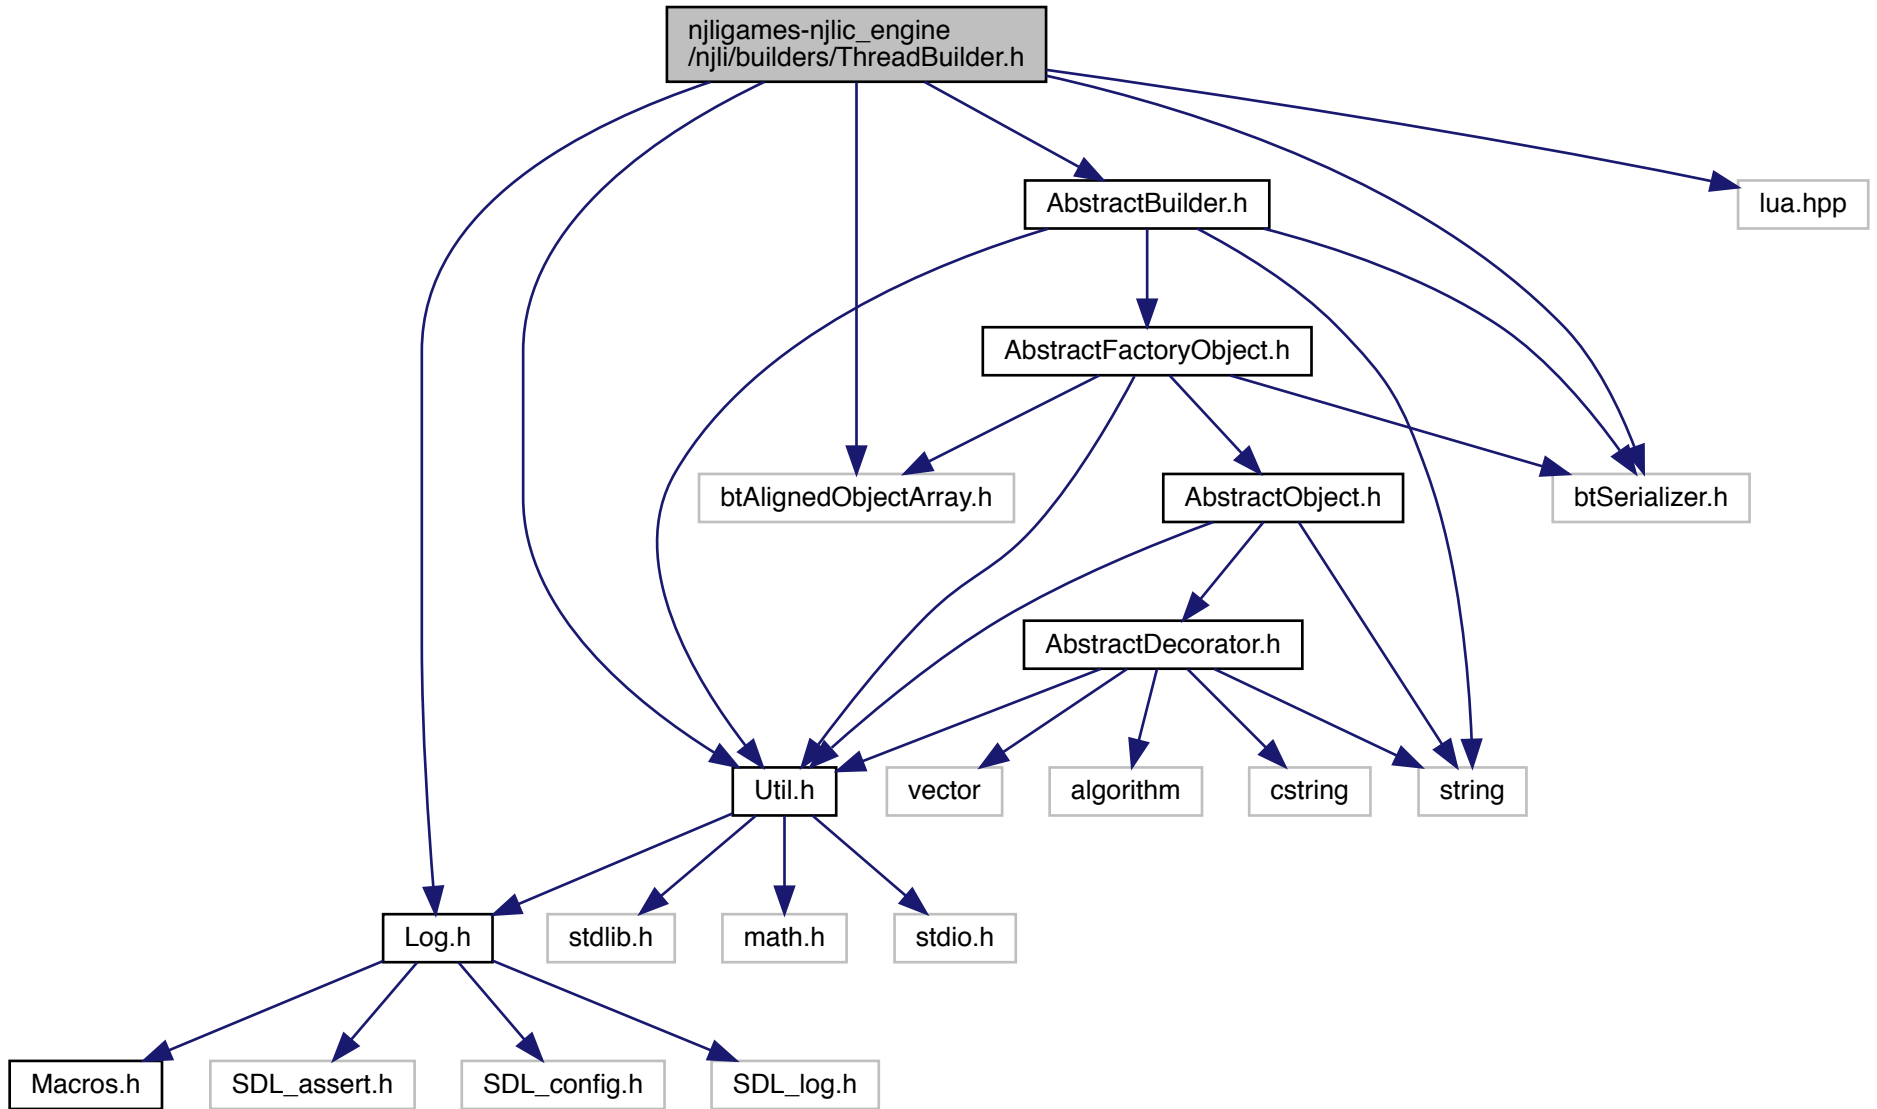 njligames-njlic_engine
/njli/builders/ThreadBuilder.h
AbstractBuilder.h
lua.hpp
AbstractFactoryObject.h
btAlignedObjectArray.h
AbstractObject.h
btSerializer.h
AbstractDecorator.h
Util.h
vector
algorithm
cstring
string
Log.h
stdlib.h
math.h
stdio.h
Macros.h
SDL_assert.h
SDL_config.h
SDL_log.h